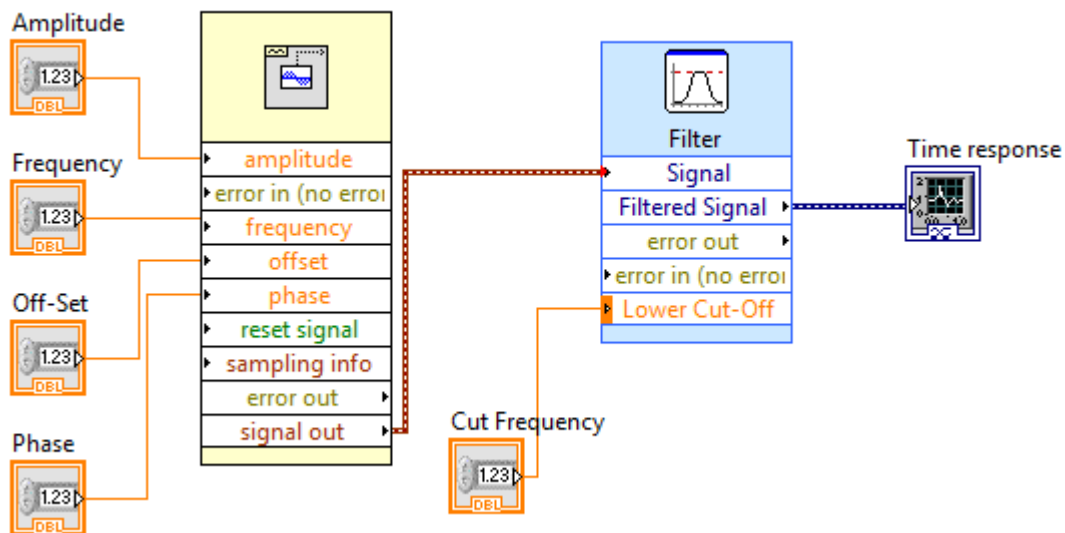 Amplitude
1.23
DBL
Frequency
1.23
DBL
Off-Set
1.23
DBL
Phase
1.23
DBL
amplitude
error in (no error
frequency
offset
phase
reset signal
sampling info
error out
signal out
Cut Frequency
1.23
DBL
Filter
Signal
Filtered Signal
error out
error in (no error
Lower Cut-Off
Time response
2
0